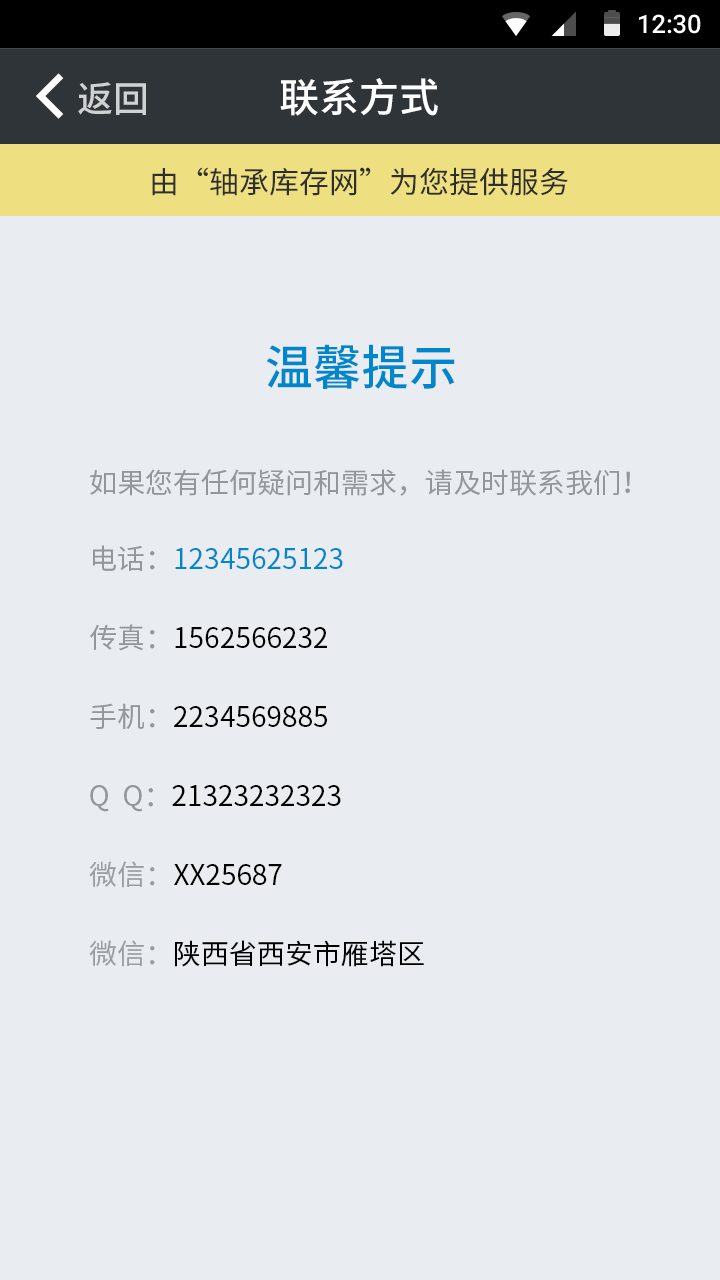 12:30
返回
联系方式
由“轴承库存网”为您提供服务
温馨提示
如果您有任何疑问和需求，请及时联系我们！
电话：12345625123
传真：1562566232
手机：2234569885
Q Q：21323232323
微信：XX25687
微信：陕西省西安市雁塔区